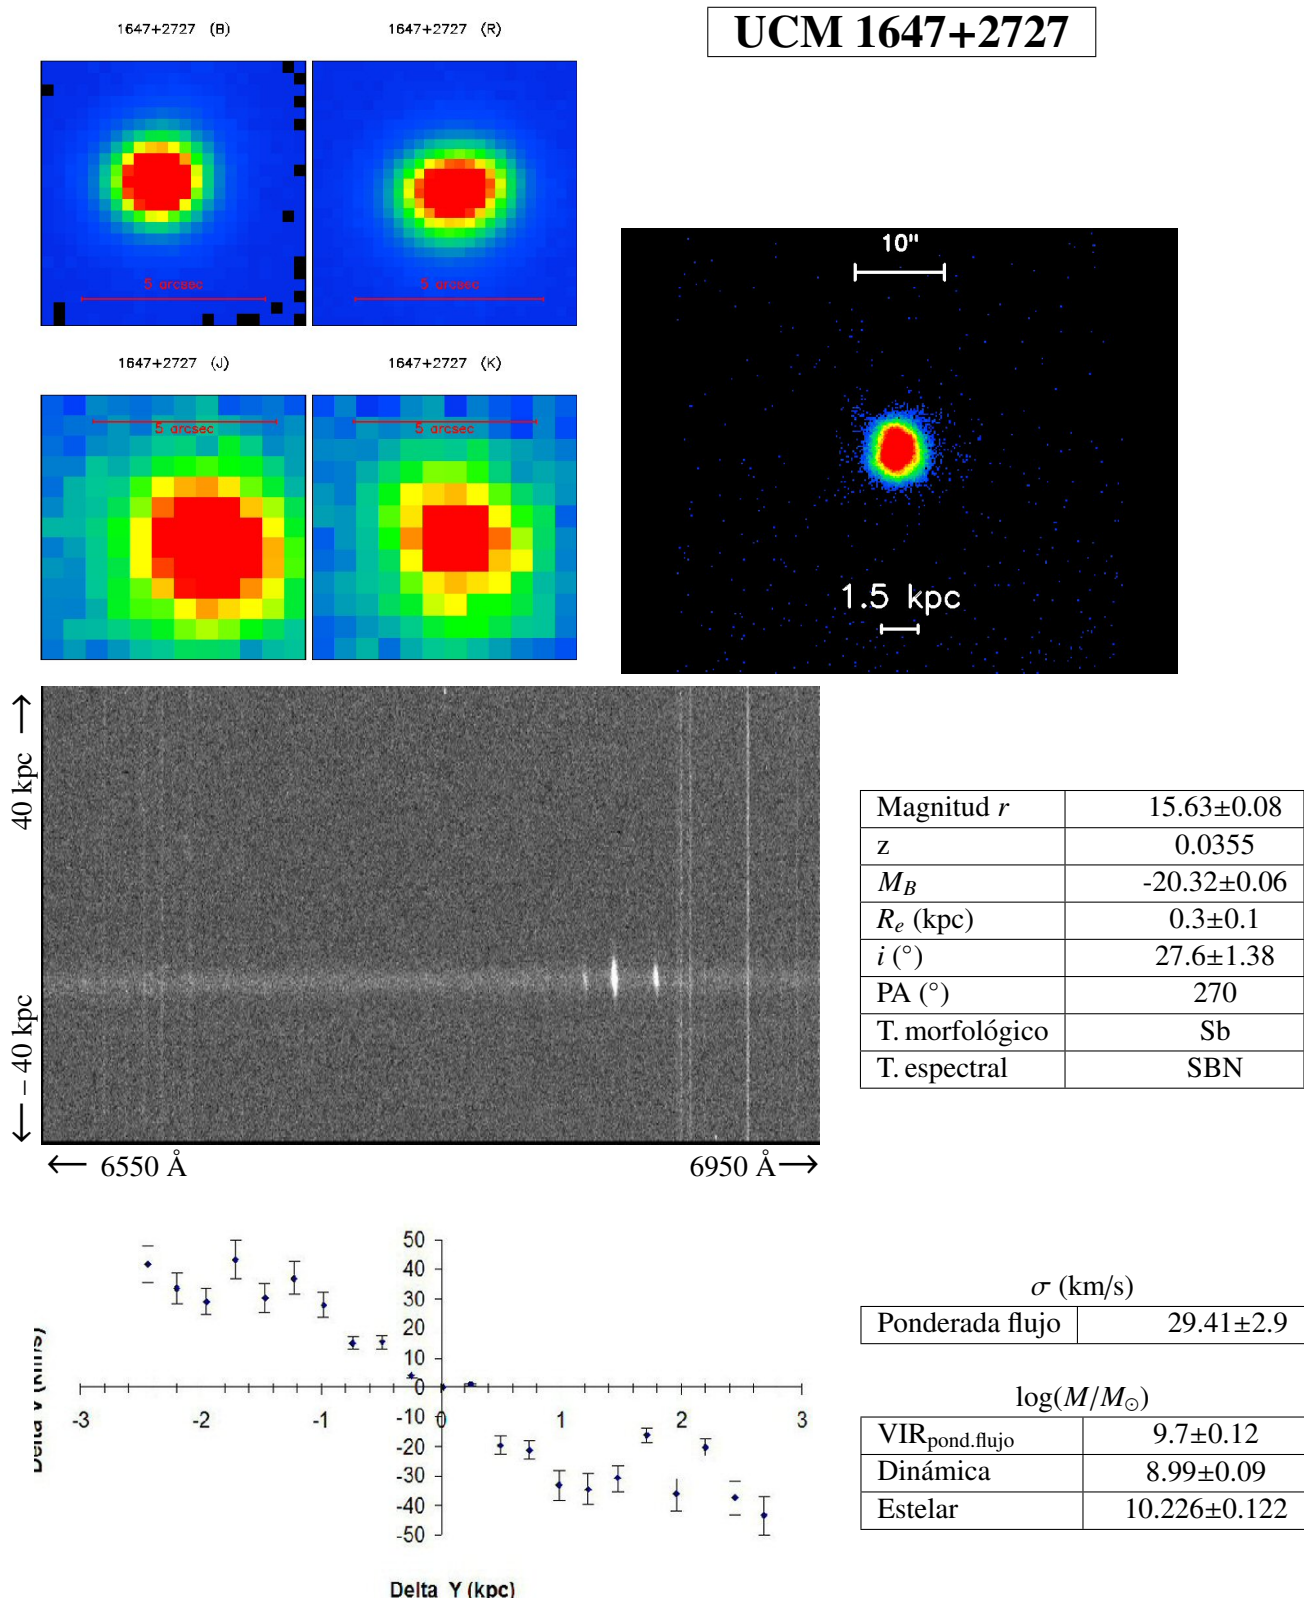 UCM 1647+2727
1647+2727 (B)
1647+2727 (R)
5 arcsec
5 arcsec
1647+2727 (J)
1647+2727 (K)
5 arcsec
5 arcsec
10"
1.5 kpc
← − 40 kpc
40 kpc →
← 6550 Å
6950 Å →
Magnitud r 15.63±0.08
z 0.0355
M_B -20.32±0.06
R_e (kpc) 0.3±0.1
i (°) 27.6±1.38
PA (°) 270
T. morfológico Sb
T. espectral SBN
50
40
30
20
10
0
-10
-20
-30
-40
-50
-3 -2 -1 0 1 2 3
Delta V (km/s)
Delta Y (kpc)
σ (km/s)
Ponderada flujo 29.41±2.9
log(M/M⊙)
VIR_pond.flujo 9.7±0.12
Dinámica 8.99±0.09
Estelar 10.226±0.122